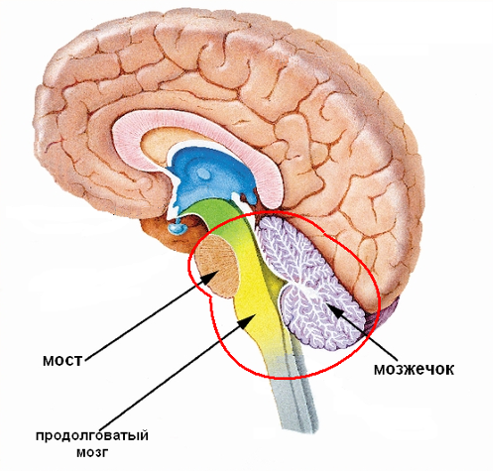 мост
мозжечок
продолговатый
мозг